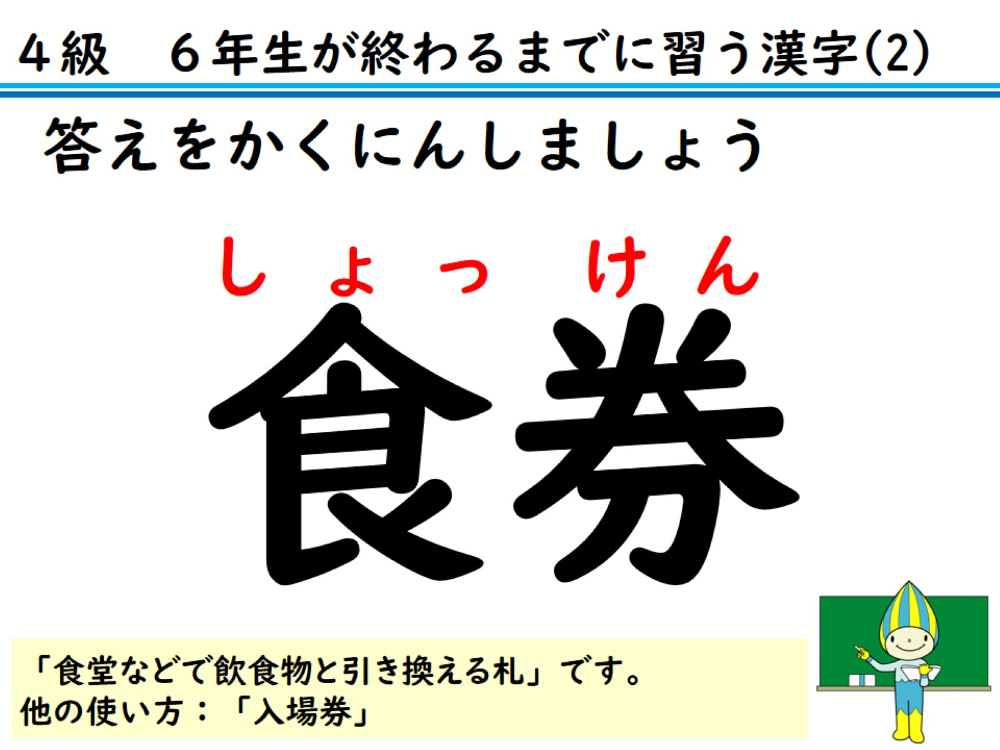 ４級　６年生が終わるまでに習う漢字(2)
答えをかくにんしましょう
しょっけん
食券
「食堂などで飲食物と引き換える札」です。
他の使い方：「入場券」